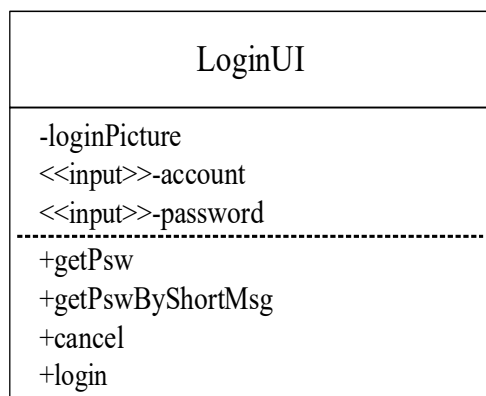 LoginUI
-loginPicture
<<input>>-account
<<input>>-password
+getPsw
+getPswByShortMsg
+cancel
+login